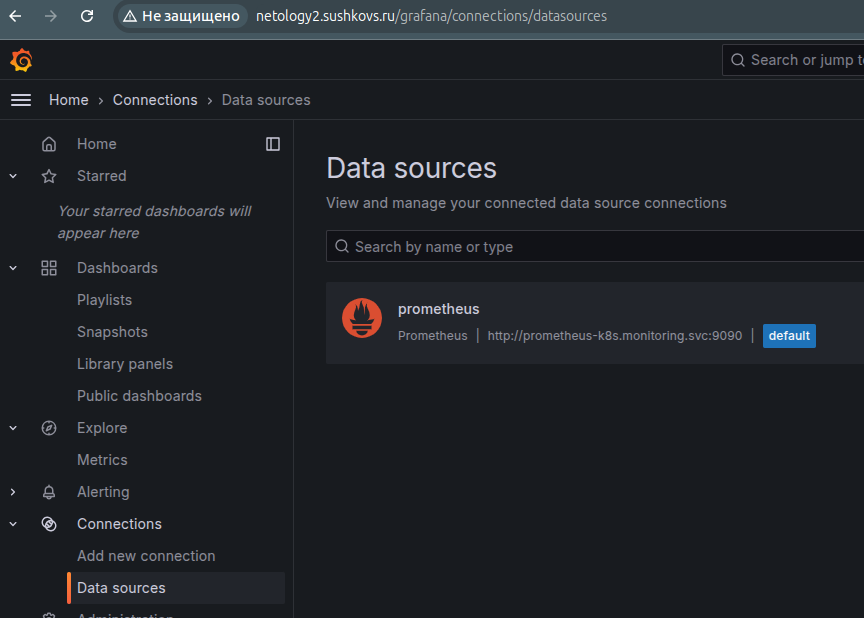 Не защищено netology2.sushkovs.ru/grafana/connections/datasources
Search or jump to
Home › Connections › Data sources
Home
Starred
Your starred dashboards will
appear here
Dashboards
Playlists
Snapshots
Library panels
Public dashboards
Explore
Metrics
Alerting
Connections
Add new connection
Data sources
Administration
Data sources
View and manage your connected data source connections
Search by name or type
prometheus
Prometheus | http://prometheus-k8s.monitoring.svc:9090 | default